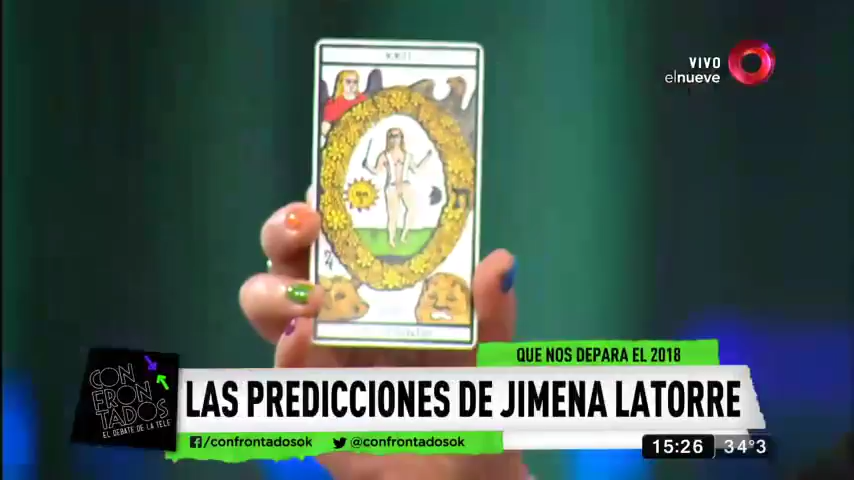 VIVO
elnueve
QUE NOS DEPARA EL 2018
LAS PREDICCIONES DE JIMENA LATORRE
CON
FRON
TADOS
EL DEBATE DE LA TELE
/confrontadosok
@confrontadosok
15:26 34°3